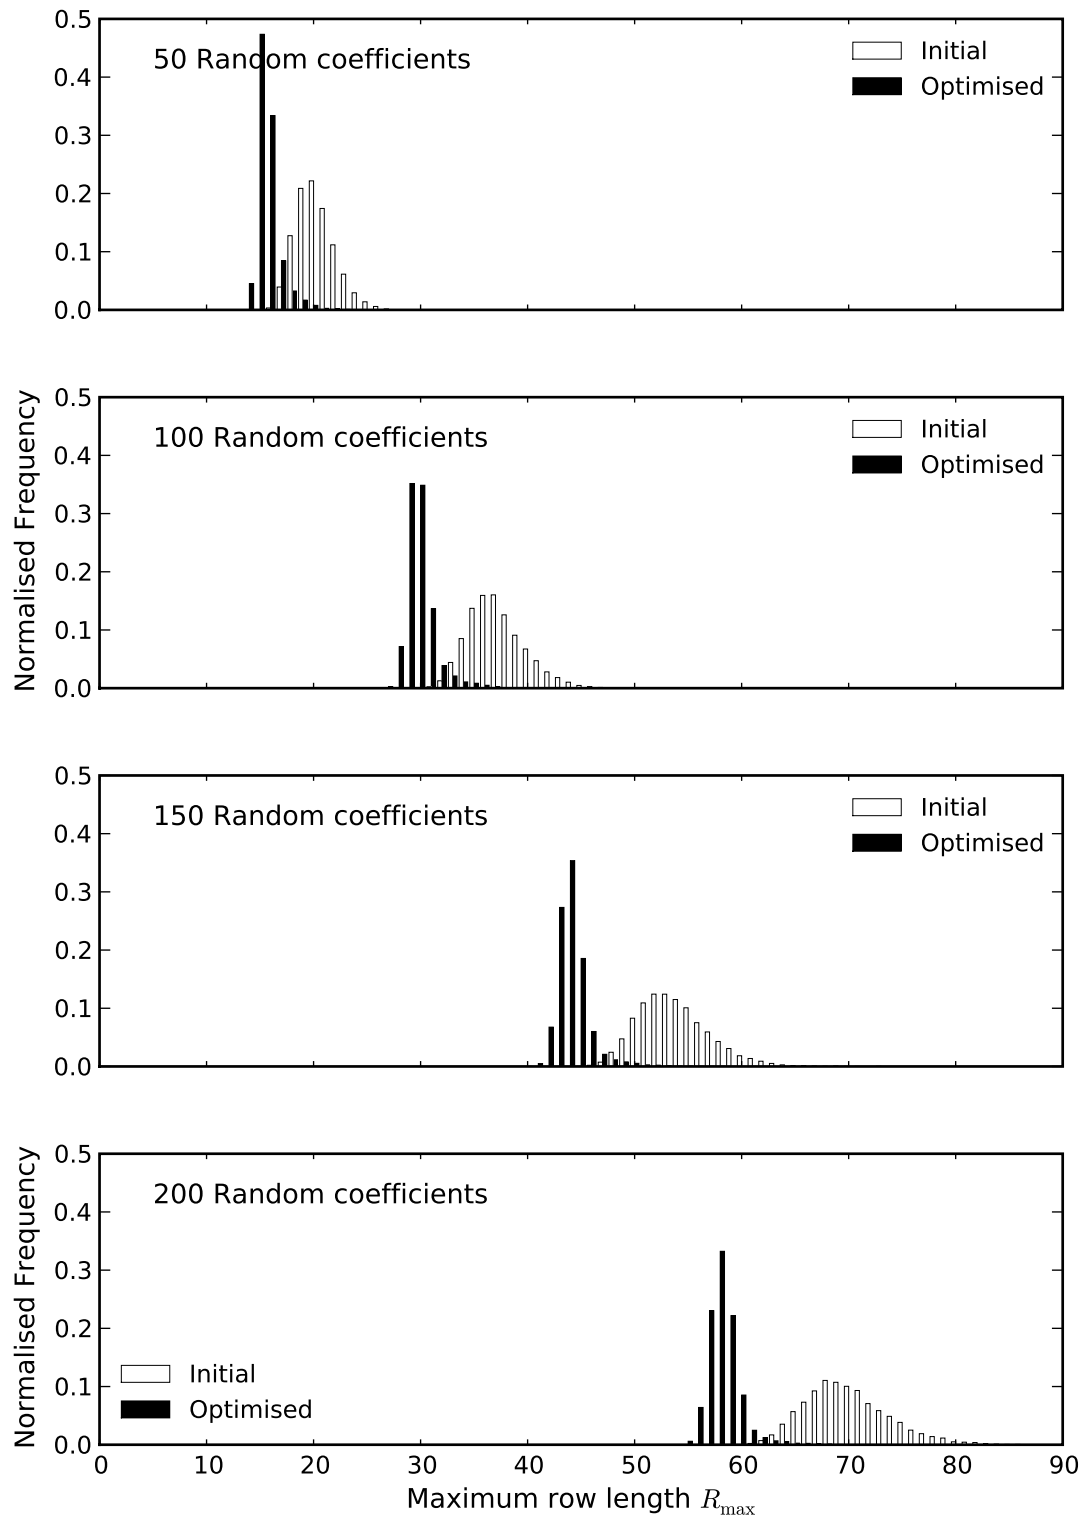 0.5
50 Random coefficients
Initial
0.4
Optimised
0.3
0.2
0.1
0.0
0.5
100 Random coefficients
Initial
0.4
Optimised
0.3
0.2
0.1
0.0
Normalised Frequency
0.5
150 Random coefficients
Initial
0.4
Optimised
0.3
0.2
0.1
0.0
0.5
200 Random coefficients
0.4
0.3
0.2
0.1
0.0
Normalised Frequency
Initial
Optimised
0 10 20 30 40 50 60 70 80 90
Maximum row length R_max